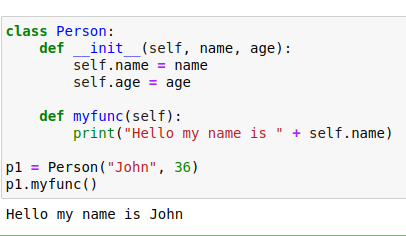 class Person:
    def __init__(self, name, age):
        self.name = name
        self.age = age

    def myfunc(self):
        print("Hello my name is " + self.name)

p1 = Person("John", 36)
p1.myfunc()
Hello my name is John